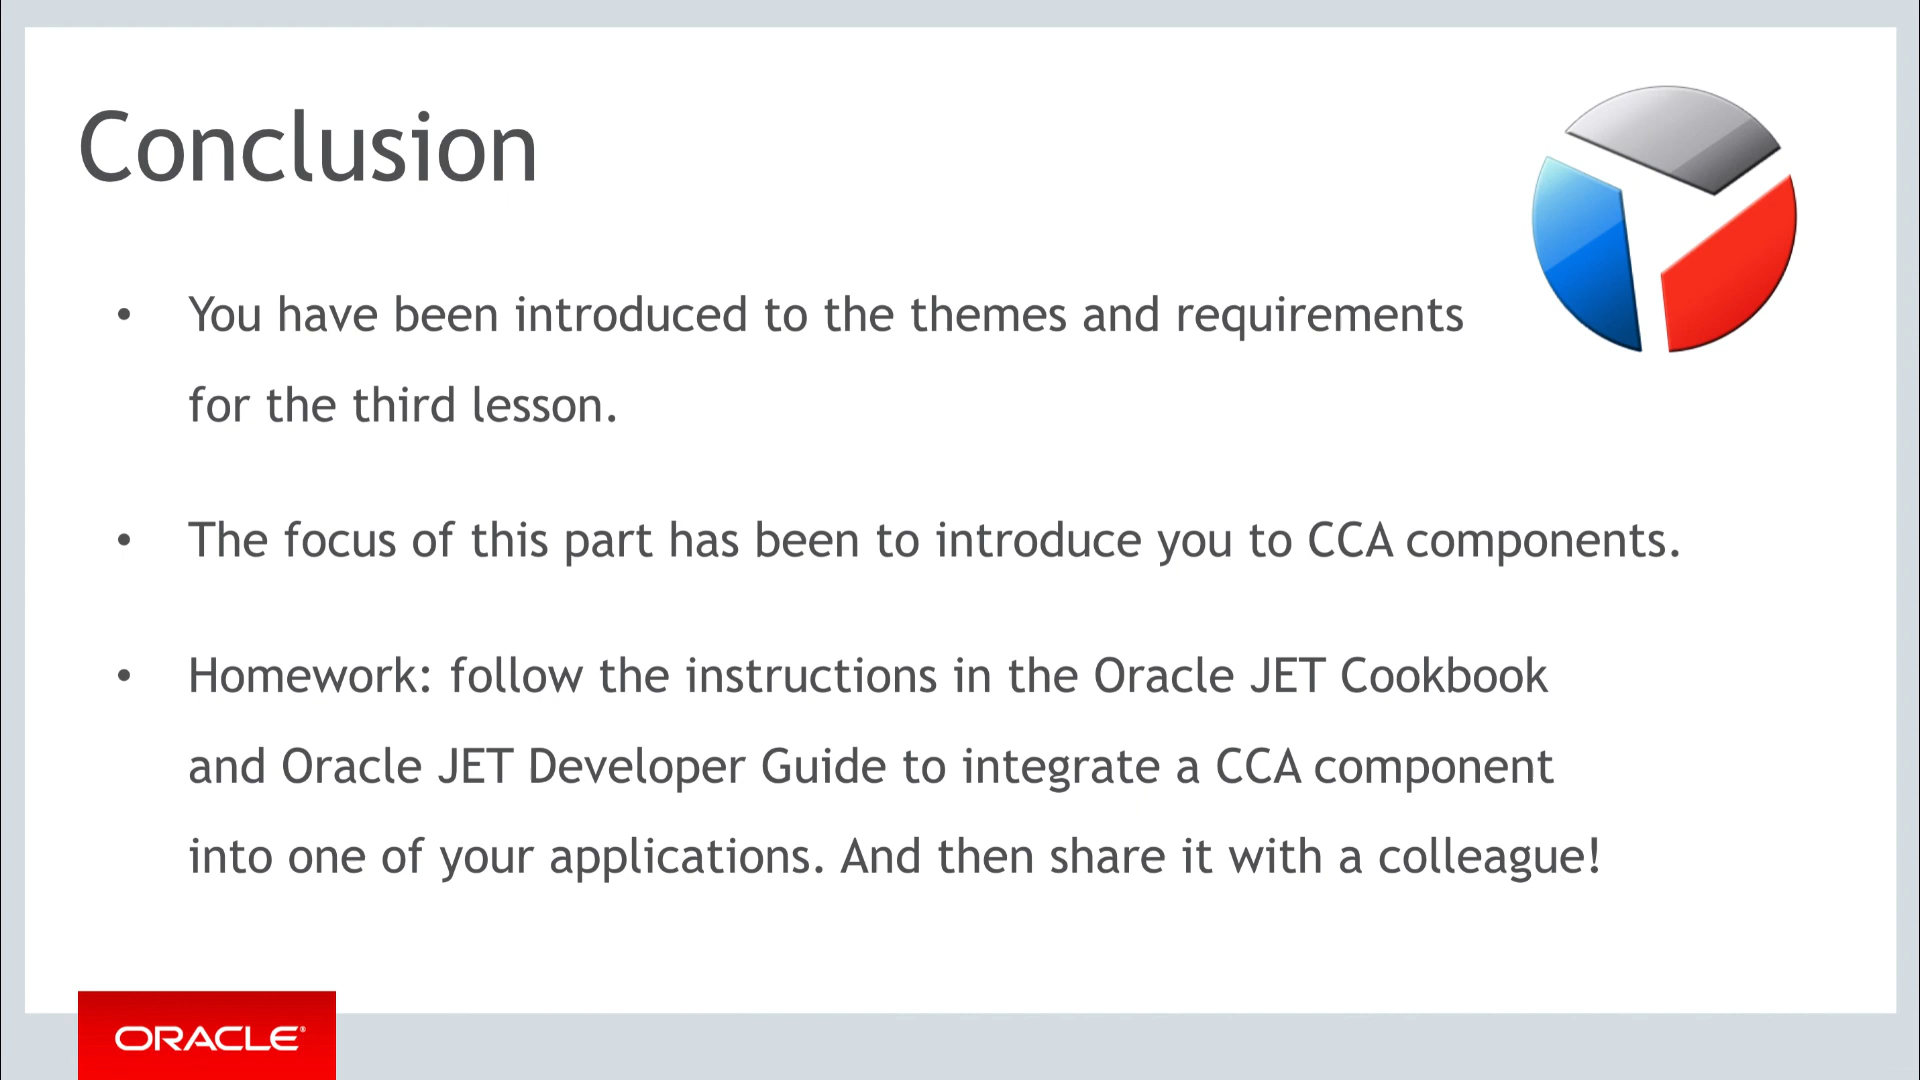 Conclusion
• You have been introduced to the themes and requirements
for the third lesson.
• The focus of this part has been to introduce you to CCA components.
• Homework: follow the instructions in the Oracle JET Cookbook
and Oracle JET Developer Guide to integrate a CCA component
into one of your applications. And then share it with a colleague!
ORACLE®